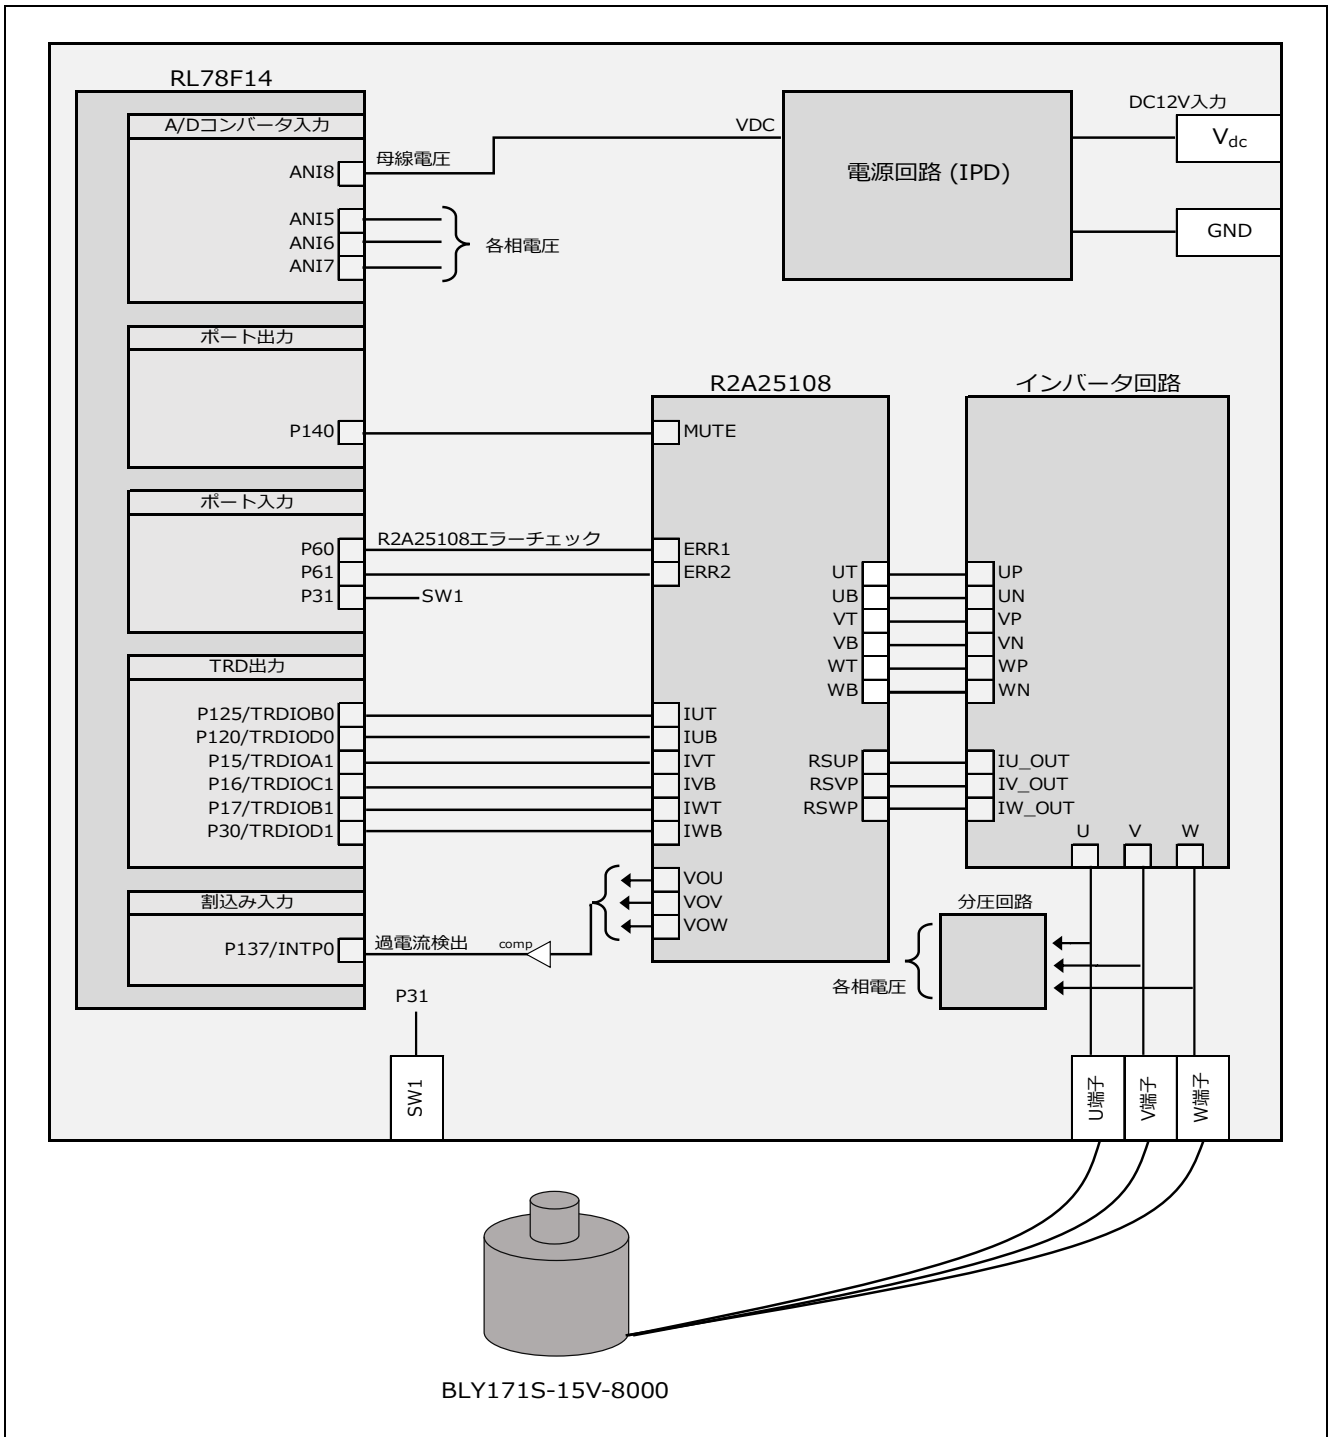 RL78F14
A/Dコンバータ入力
ANI8
母線電圧
ANI5
ANI6
ANI7
各相電圧
VDC
電源回路 (IPD)
DC12V入力
Vdc
GND
ポート出力
P140
ポート入力
P60
R2A25108エラーチェック
P61
P31
SW1
TRD出力
P125/TRDIOB0
P120/TRDIOD0
P15/TRDIOA1
P16/TRDIOC1
P17/TRDIOB1
P30/TRDIOD1
割込み入力
P137/INTP0
過電流検出
comp
R2A25108
MUTE
ERR1
ERR2
UT
UB
VT
VB
WT
WB
IUT
IUB
IVT
IVB
IWT
IWB
RSUP
RSVP
RSWP
VOU
VOV
VOW
インバータ回路
UP
UN
VP
VN
WP
WN
IU_OUT
IV_OUT
IW_OUT
U
V
W
分圧回路
各相電圧
P31
SW1
U端子
V端子
W端子
BLY171S-15V-8000